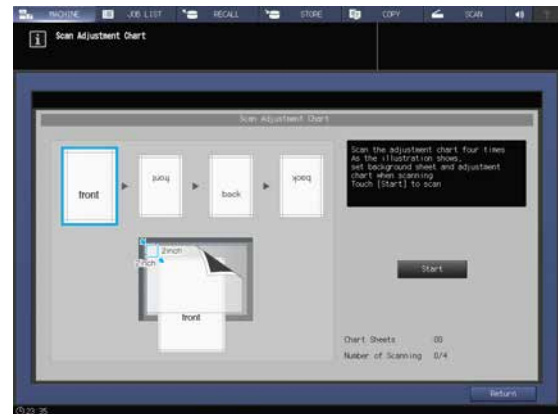 MACHINE JOB LIST RECALL STORE COPY SCAN
i Scan Adjustment Chart
Scan Adjustment Chart
front front back back
Scan the adjustment chart four times
As the illustration shows,
set background sheet and adjustment
chart when scanning
Touch [Start] to scan
2inch
2inch
front
Start
Chart Sheets 00
Number of Scanning 0/4
Return
23:35